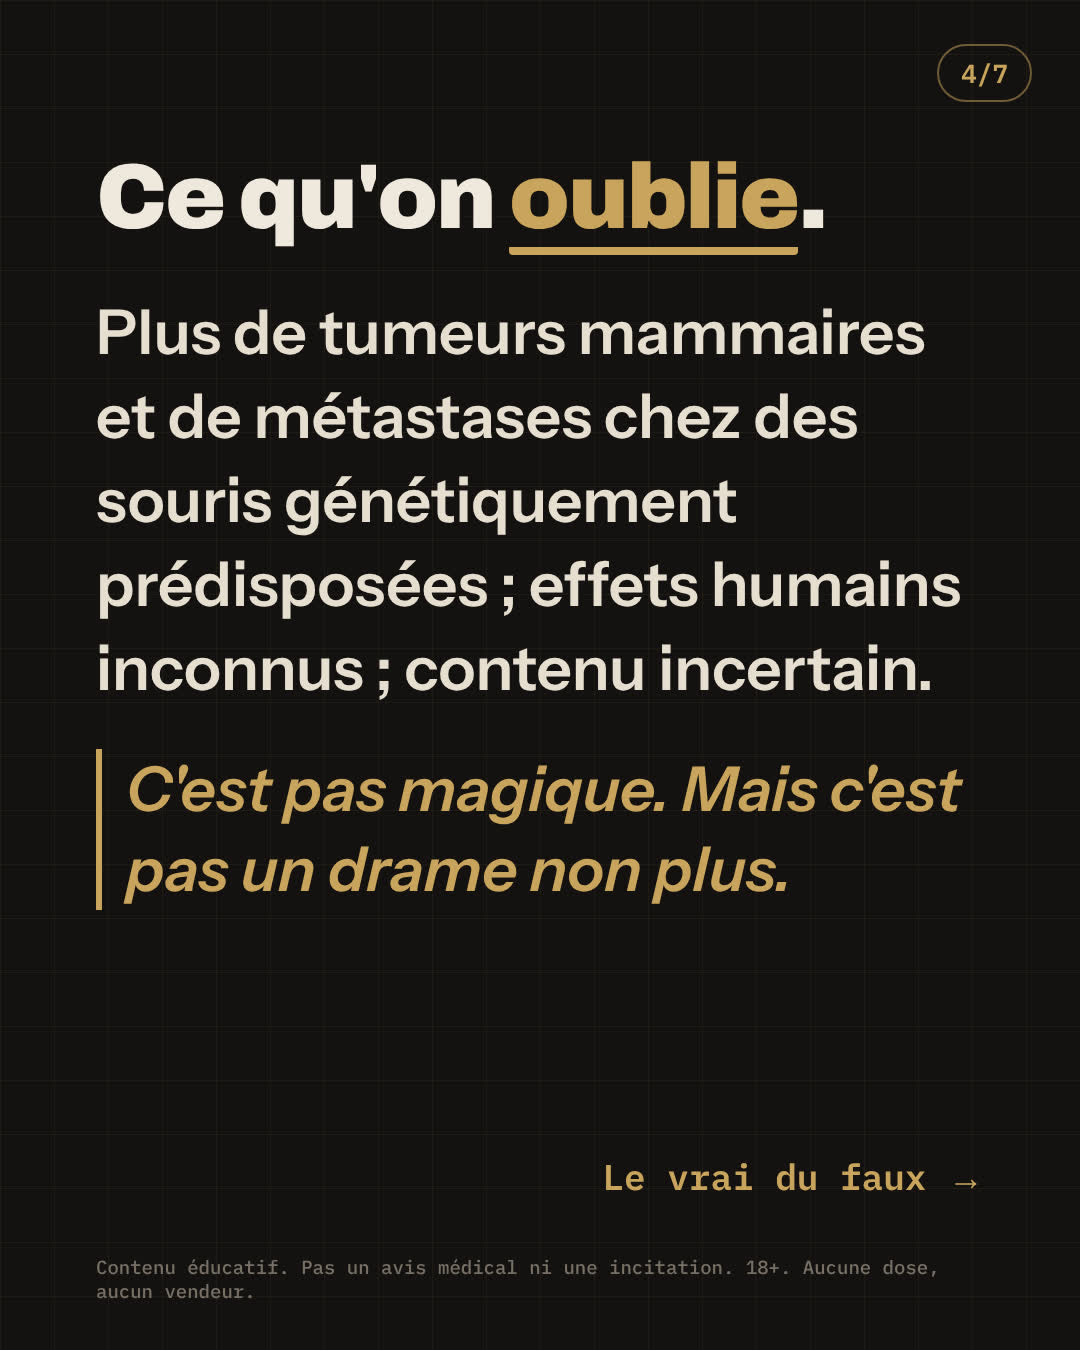 4/7
Ce qu'on oublie.
Plus de tumeurs mammaires
et de métastases chez des
souris génétiquement
prédisposées ; effets humains
inconnus ; contenu incertain.
C'est pas magique. Mais c'est
pas un drame non plus.
Le vrai du faux →
Contenu éducatif. Pas un avis médical ni une incitation. 18+. Aucune dose,
aucun vendeur.